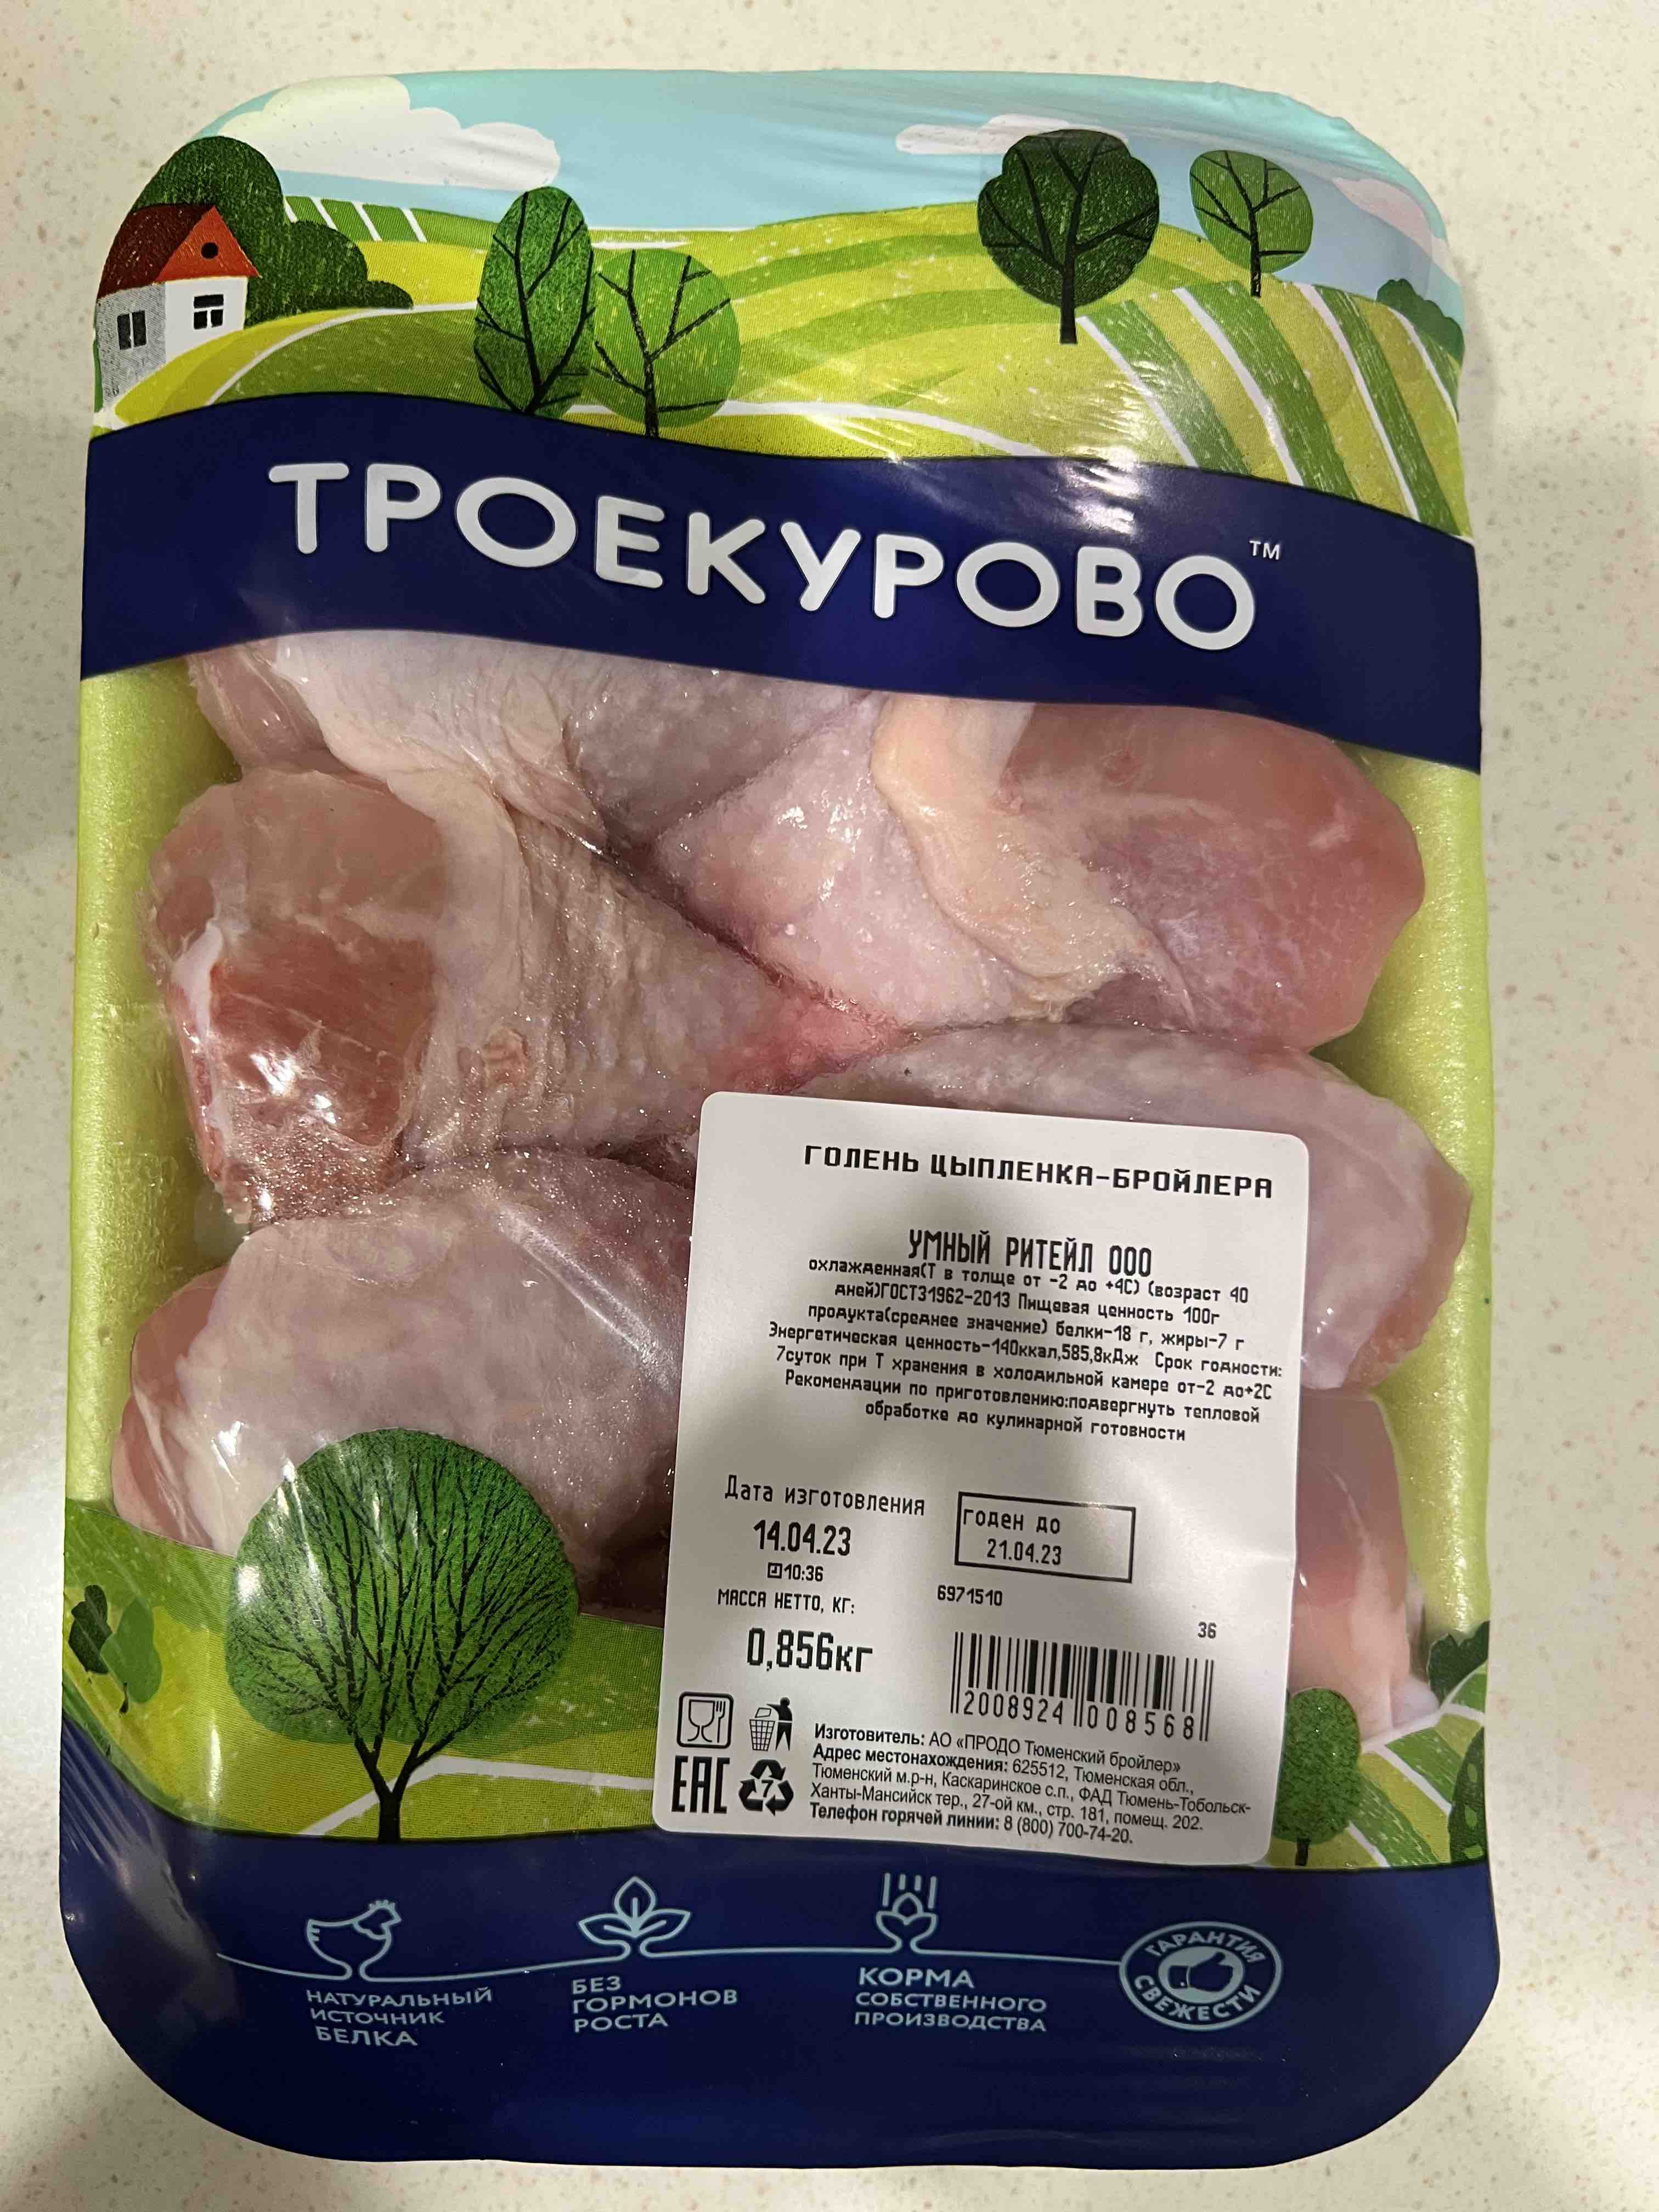 ТРОЕКУРОВО™
ГОЛЕНЬ ЦЫПЛЕНКА-БРОЙЛЕРА
УМНЫЙ РИТЕЙЛ ООО
охлажденная(Т в толще от -2 до +4С) (возраст 40
дней)ГОСТ31962-2013 Пищевая ценность 100г
продукта(среднее значение) белки-18 г, жиры-7 г
Энергетическая ценность-140ккал,585,8кДж Срок годности:
7суток при Т хранения в холодильной камере от-2 до+2С
Рекомендации по приготовлению:подвергнуть тепловой
обработке до кулинарной готовности
Дата изготовления
14.04.23
10:36
ГОДЕН ДО
21.04.23
МАССА НЕТТО, КГ:
0,856кг
6971510
36
2008924 008568
Изготовитель: АО «ПРОДО Тюменский бройлер»
Адрес местонахождения: 625512, Тюменская обл.,
Тюменский м.р-н, Каскаринское с.п., ФАД Тюмень-Тобольск-
Ханты-Мансийск тер., 27-ой км., стр. 181, помещ. 202.
Телефон горячей линии: 8 (800) 700-74-20.
EAC
7
НАТУРАЛЬНЫЙ
ИСТОЧНИК
БЕЛКА
БЕЗ
ГОРМОНОВ
РОСТА
КОРМА
СОБСТВЕННОГО
ПРОИЗВОДСТВА
ГАРАНТИЯ
СВЕЖЕСТИ